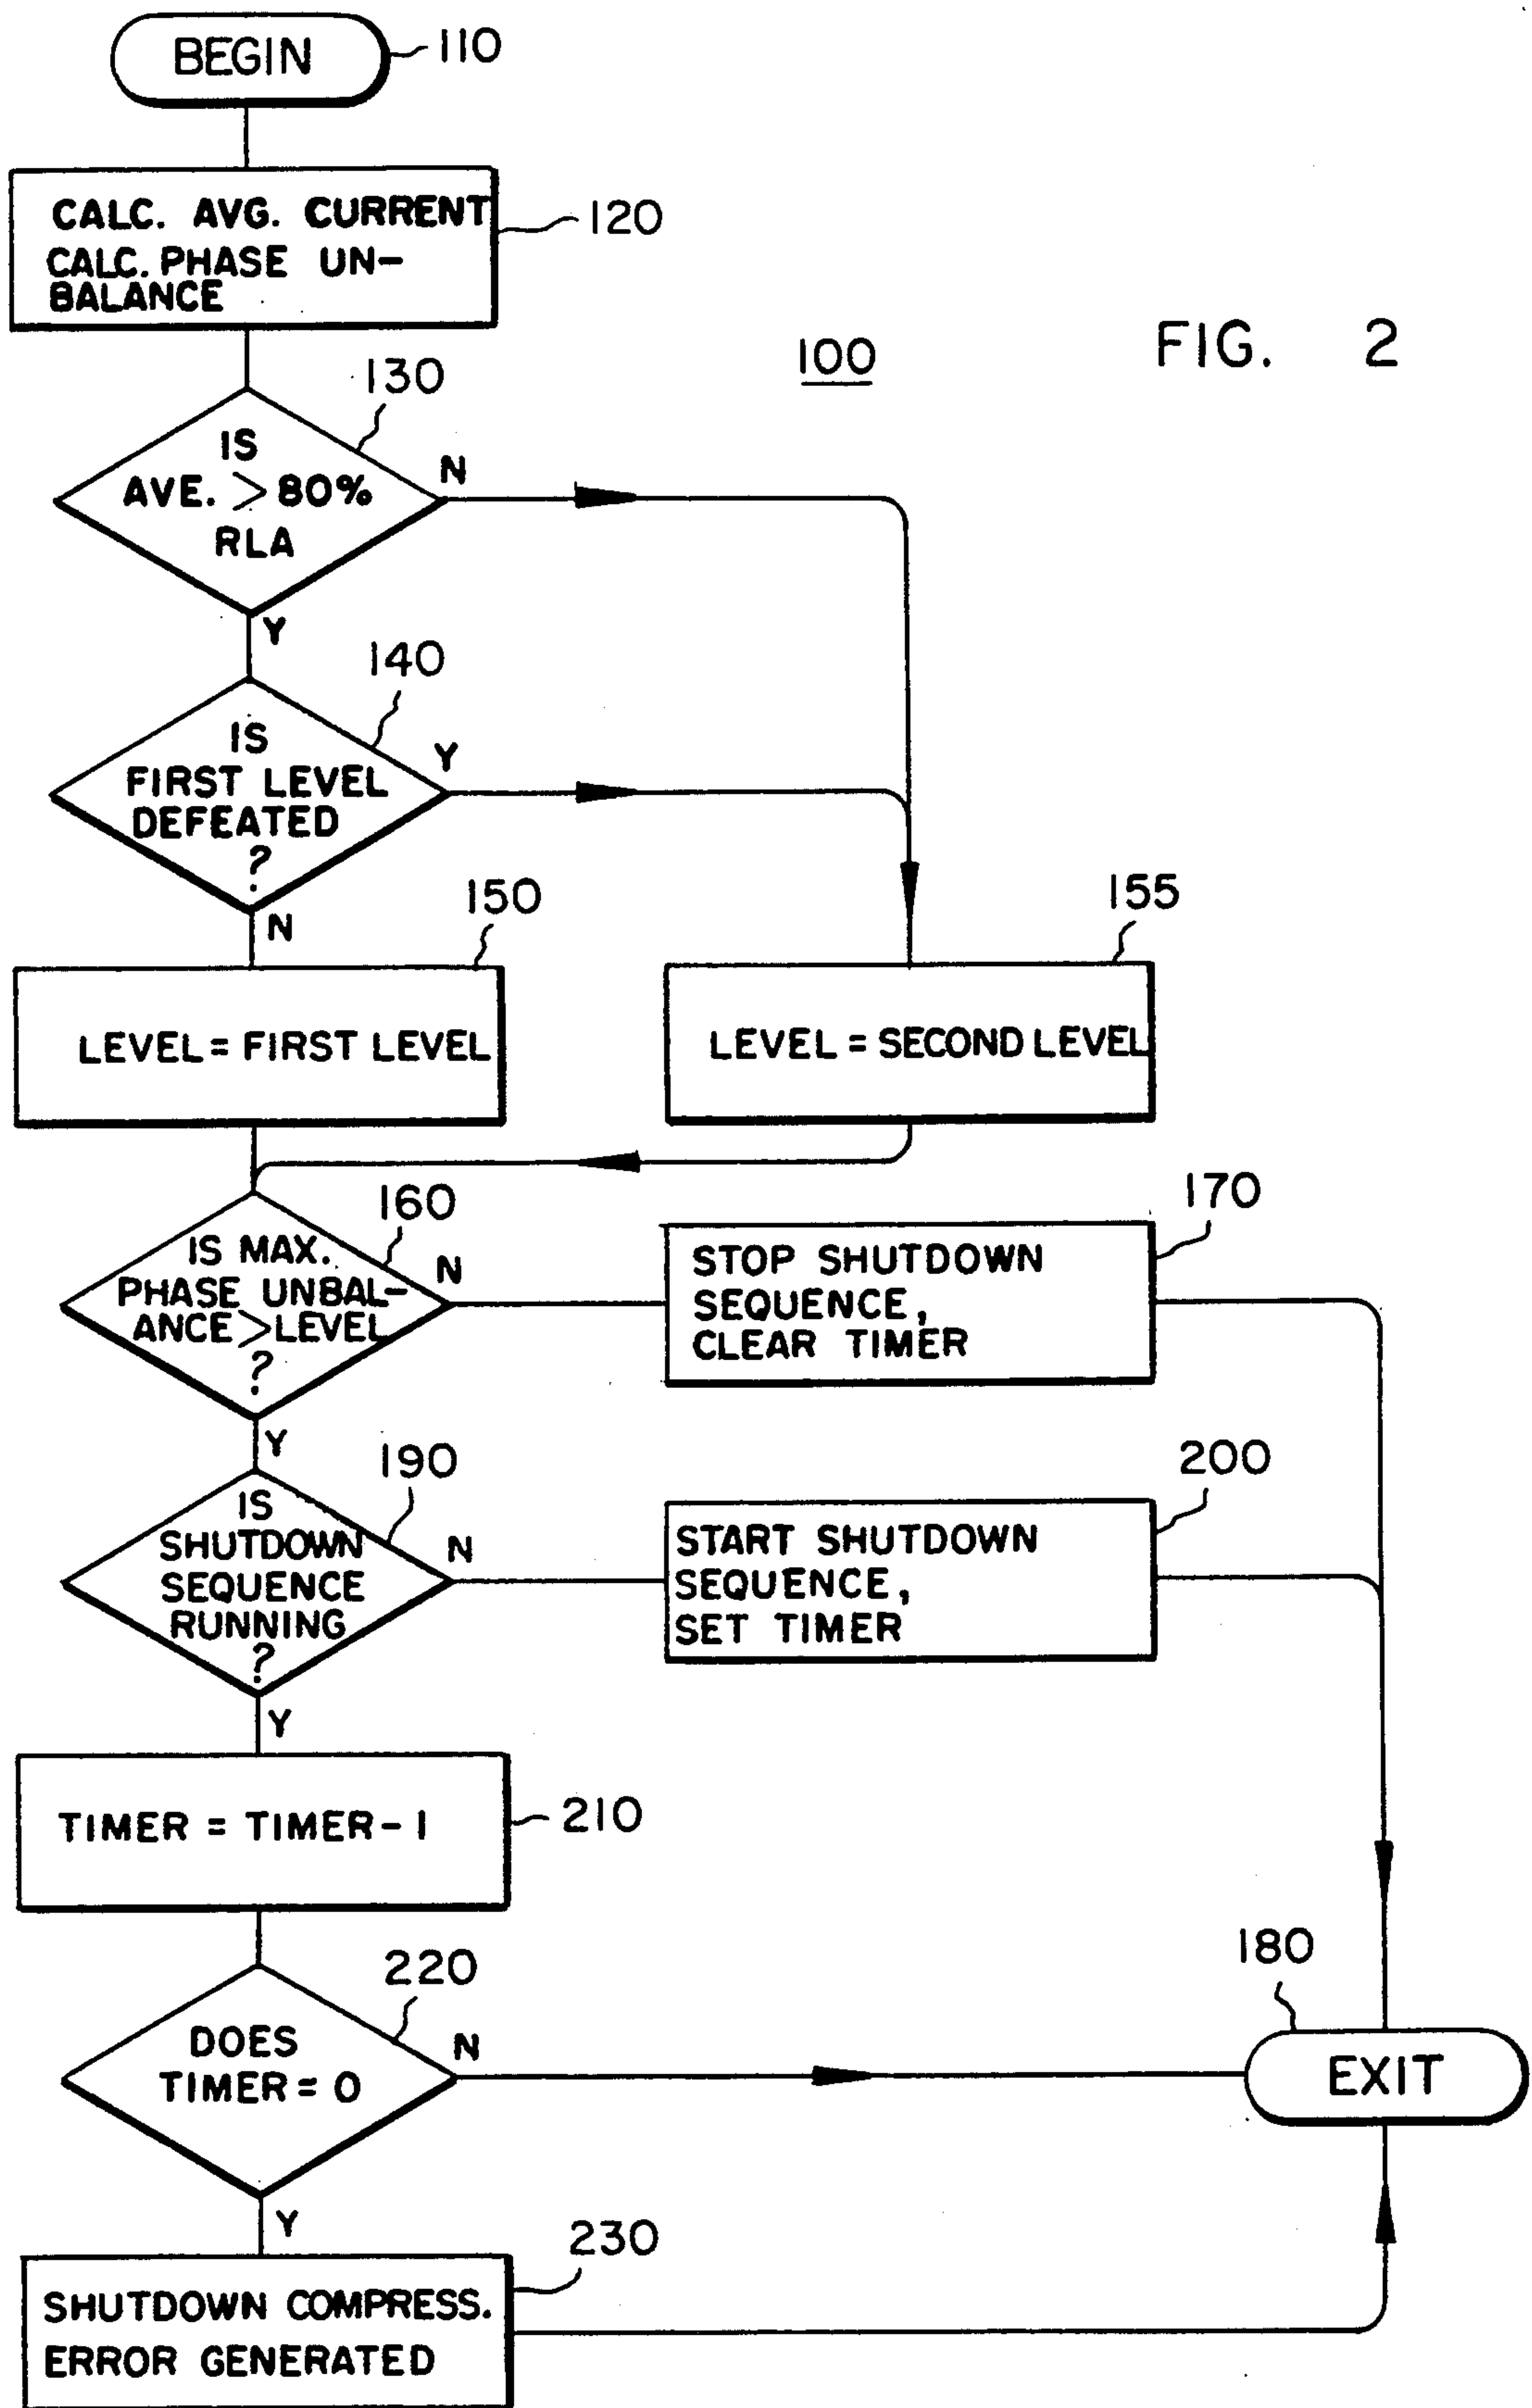 BEGIN
110
CALC. AVG. CURRENT
CALC. PHASE UN-
BALANCE
120
100
FIG. 2
130
IS
AVE. > 80%
RLA
N
Y
140
IS
FIRST LEVEL
DEFEATED
?
Y
N
150
LEVEL = FIRST LEVEL
155
LEVEL = SECOND LEVEL
160
IS MAX.
PHASE UNBAL-
ANCE > LEVEL
?
N
Y
170
STOP SHUTDOWN
SEQUENCE,
CLEAR TIMER
190
IS
SHUTDOWN
SEQUENCE
RUNNING
?
N
Y
200
START SHUTDOWN
SEQUENCE,
SET TIMER
TIMER = TIMER - 1
210
220
DOES
TIMER = 0
N
Y
180
EXIT
230
SHUTDOWN COMPRESS.
ERROR GENERATED